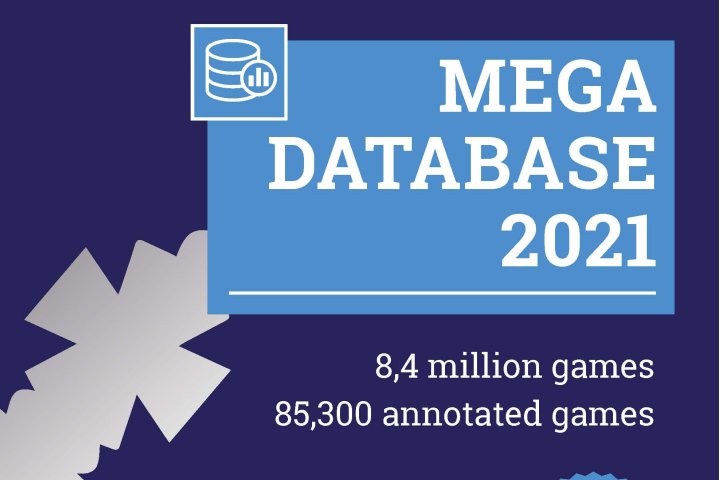 MEGA
DATABASE
2021
8,4 million games
85,300 annotated games